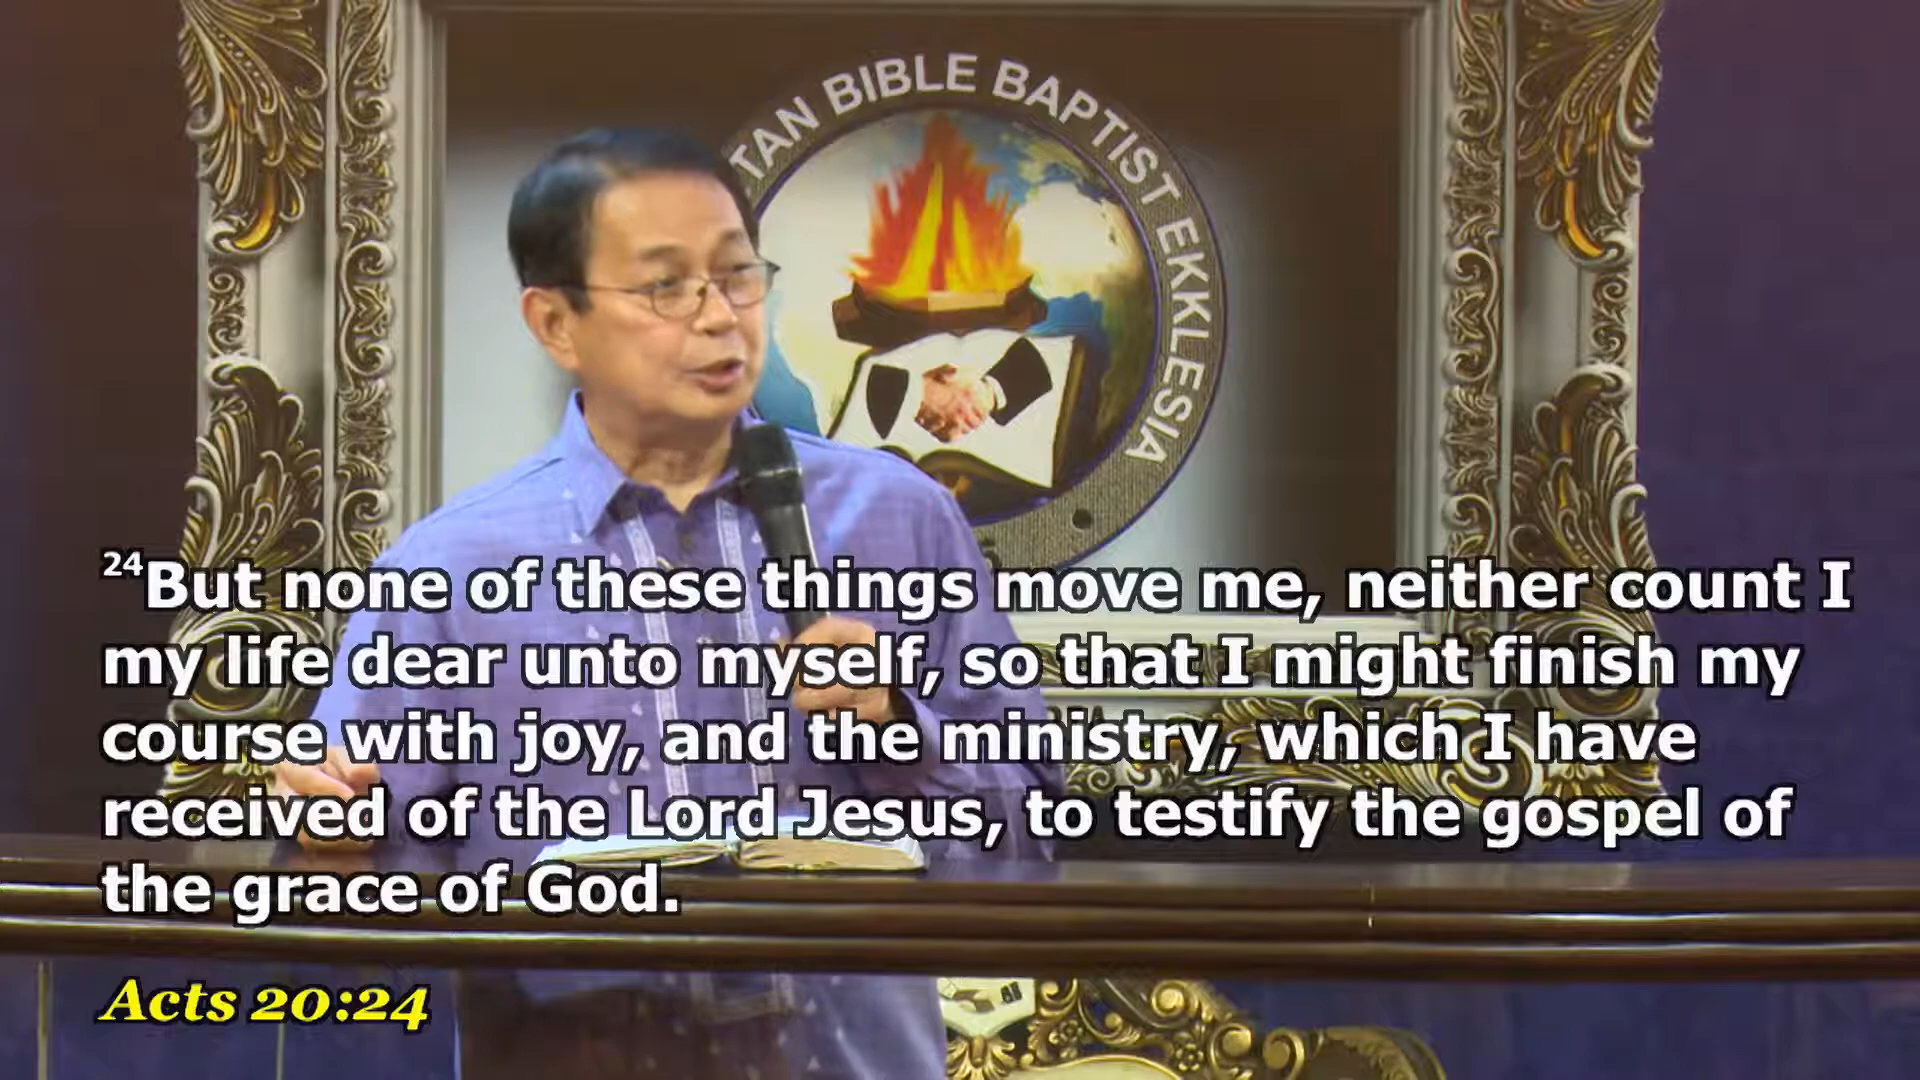 TAN BIBLE BAPTIST EKKLESIA
24But none of these things move me, neither count I
my life dear unto myself, so that I might finish my
course with joy, and the ministry, which I have
received of the Lord Jesus, to testify the gospel of
the grace of God.
Acts 20:24